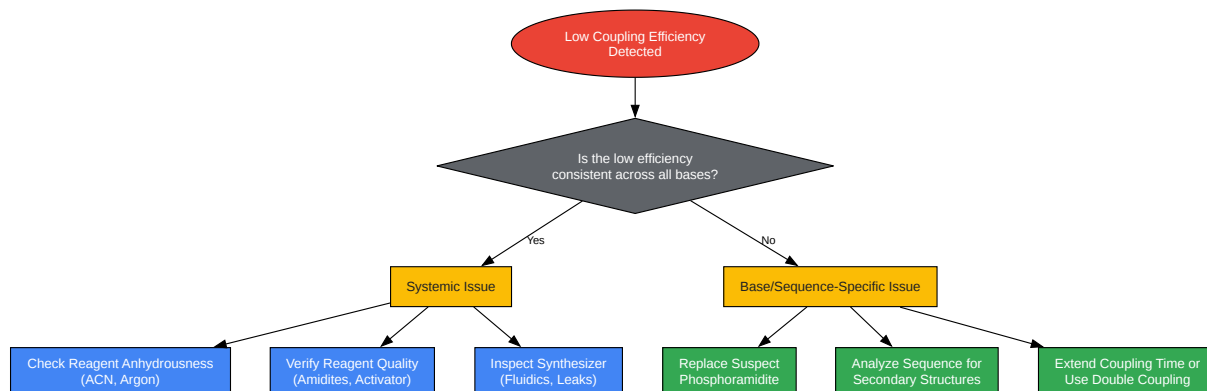 Low Coupling Efficiency
Detected
Is the low efficiency
consistent across all bases?
Yes
No
Systemic Issue
Base/Sequence-Specific Issue
Check Reagent Anhydrousness
(ACN, Argon)
Verify Reagent Quality
(Amidites, Activator)
Inspect Synthesizer
(Fluidics, Leaks)
Replace Suspect
Phosphoramidite
Analyze Sequence for
Secondary Structures
Extend Coupling Time or
Use Double Coupling